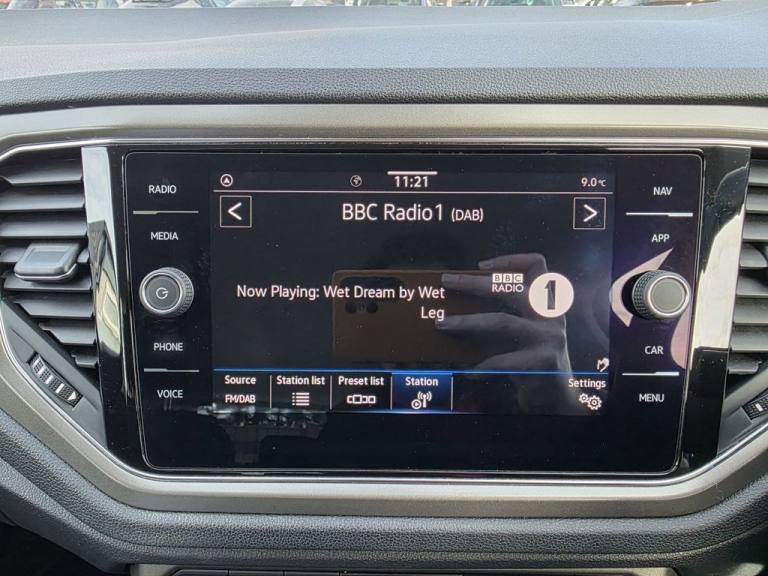 RADIO
MEDIA
PHONE
VOICE
11:21
9.0°C
BBC Radio1 (DAB)
Now Playing: Wet Dream by Wet
Leg
BBC
RADIO
1
Source
FM/DAB
Station list
Preset list
Station
Settings
NAV
APP
CAR
MENU